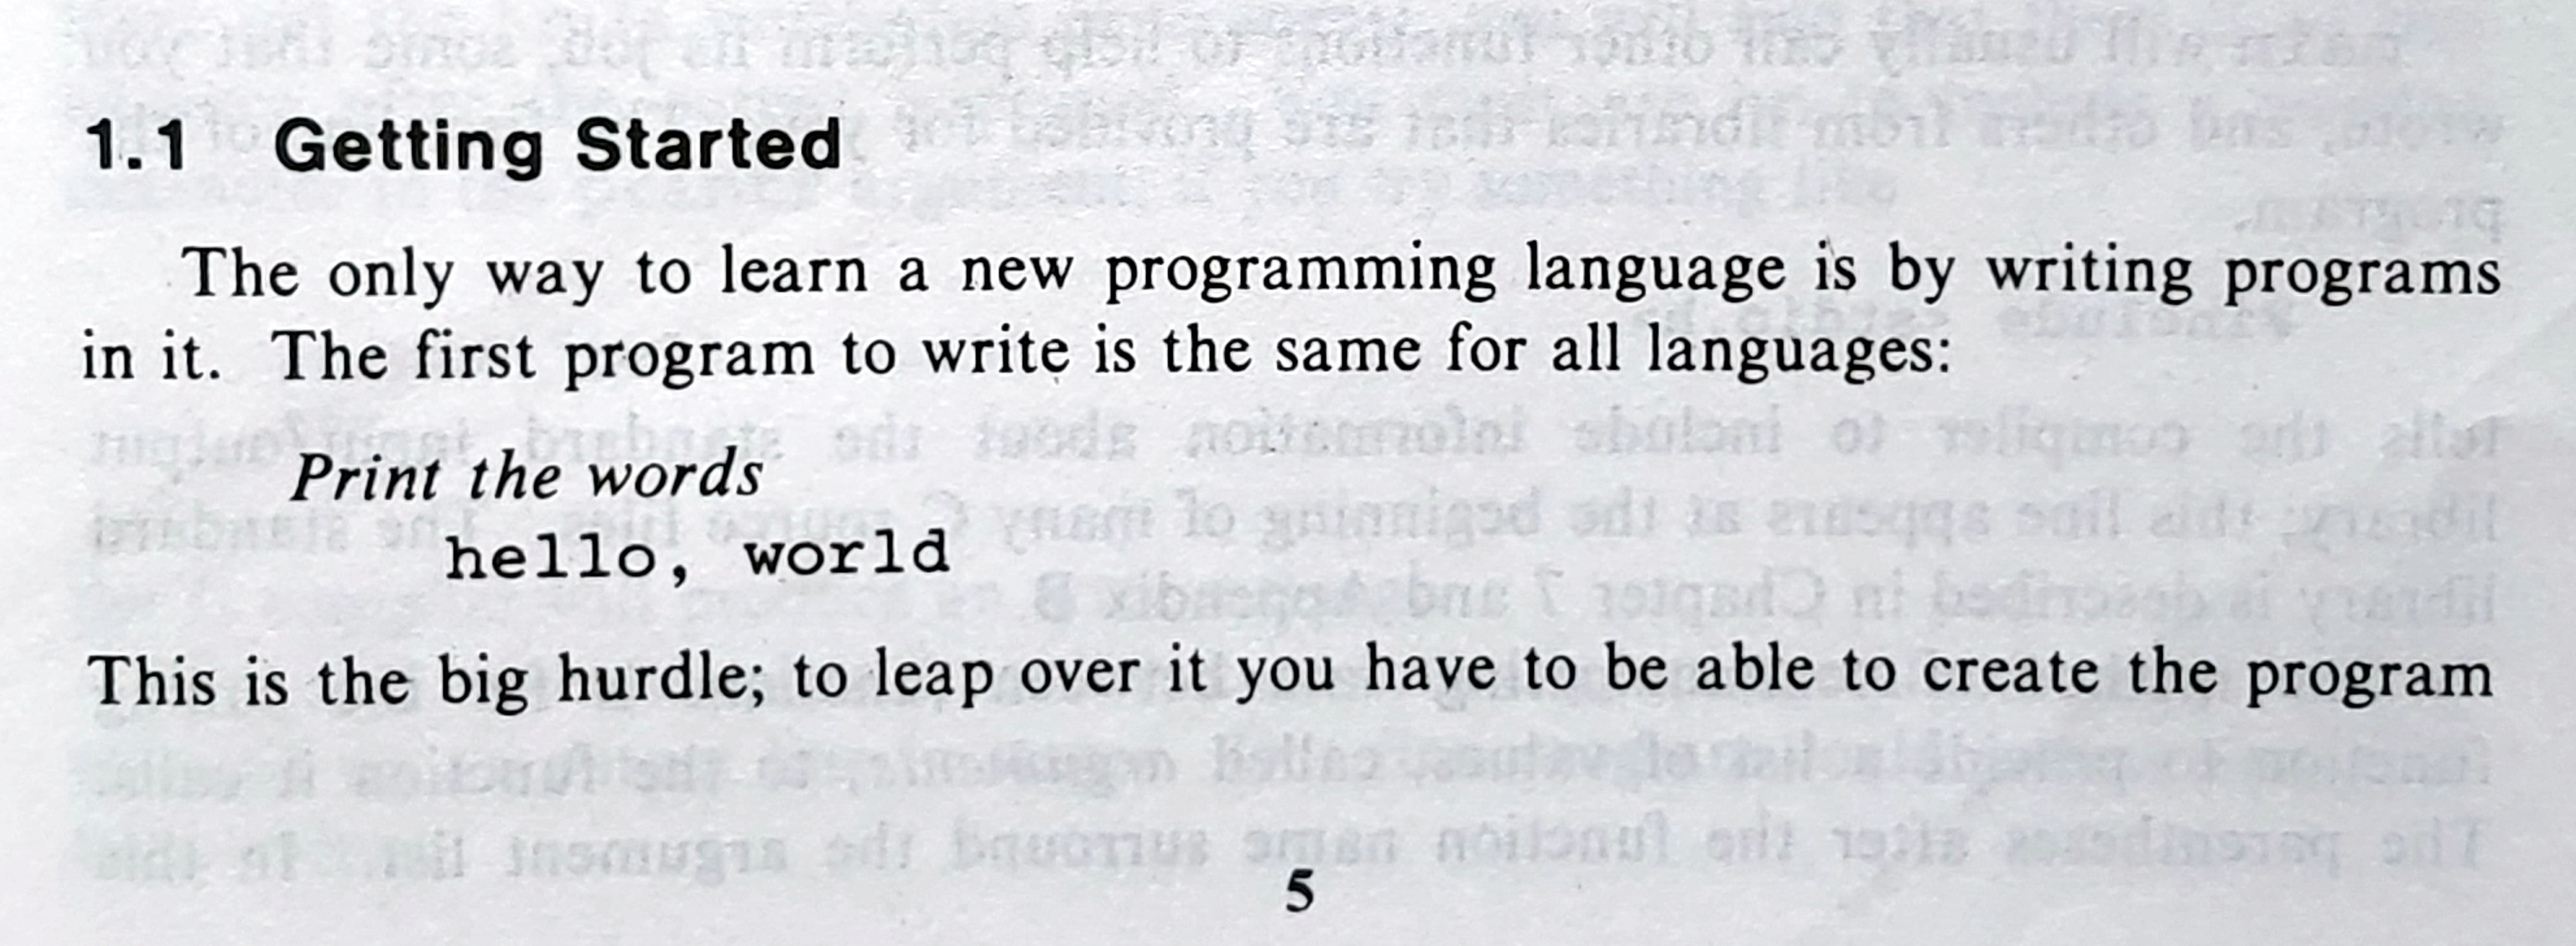 1.1 Getting Started
The only way to learn a new programming language is by writing programs
in it. The first program to write is the same for all languages:
Print the words
hello, world
This is the big hurdle; to leap over it you have to be able to create the program
5